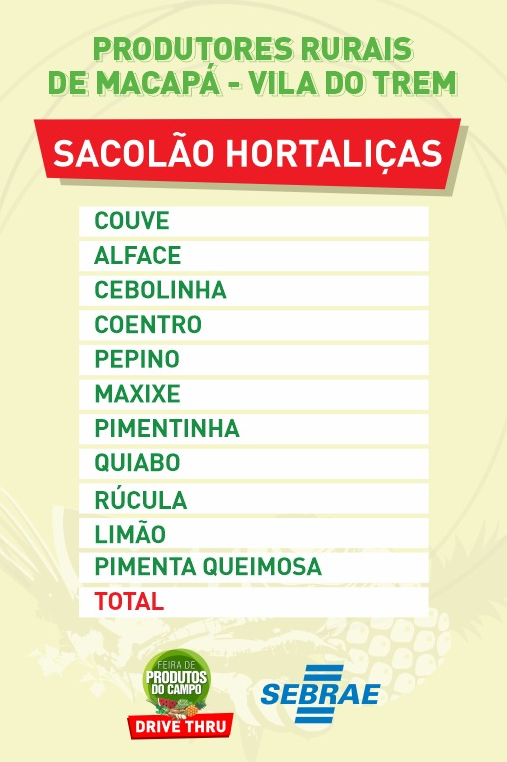 PRODUTORES RURAIS
DE MACAPÁ - VILA DO TREM
SACOLÃO HORTALIÇAS
COUVE
ALFACE
CEBOLINHA
COENTRO
PEPINO
MAXIXE
PIMENTINHA
QUIABO
RÚCULA
LIMÃO
PIMENTA QUEIMOSA
TOTAL
FEIRA DE
PRODUTOS
DO CAMPO
DRIVE THRU
SEBRAE